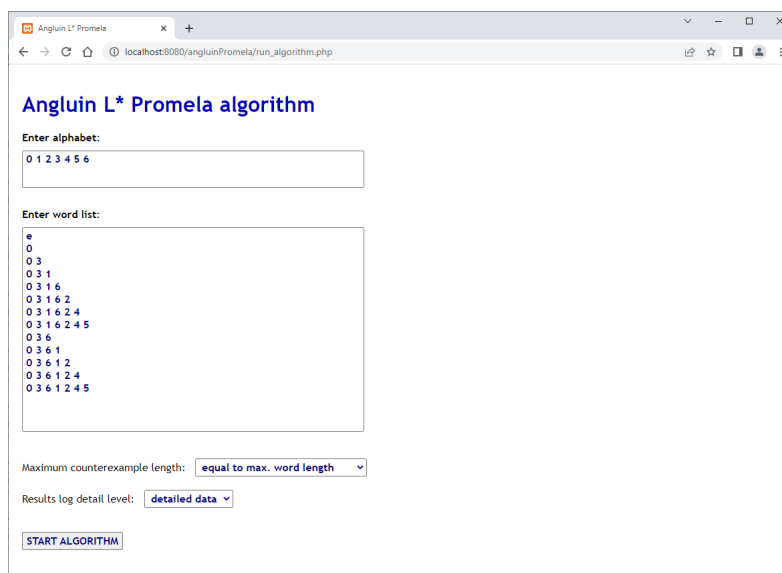 Angluin L* Promela
localhost:8080/angluinPromela/run_algorithm.php
Angluin L* Promela algorithm
Enter alphabet:
0 1 2 3 4 5 6
Enter word list:
e
0
0 3
0 3 1
0 3 1 6
0 3 1 6 2
0 3 1 6 2 4
0 3 1 6 2 4 5
0 3 6
0 3 6 1
0 3 6 1 2
0 3 6 1 2 4
0 3 6 1 2 4 5
Maximum counterexample length: equal to max. word length
Results log detail level: detailed data
START ALGORITHM